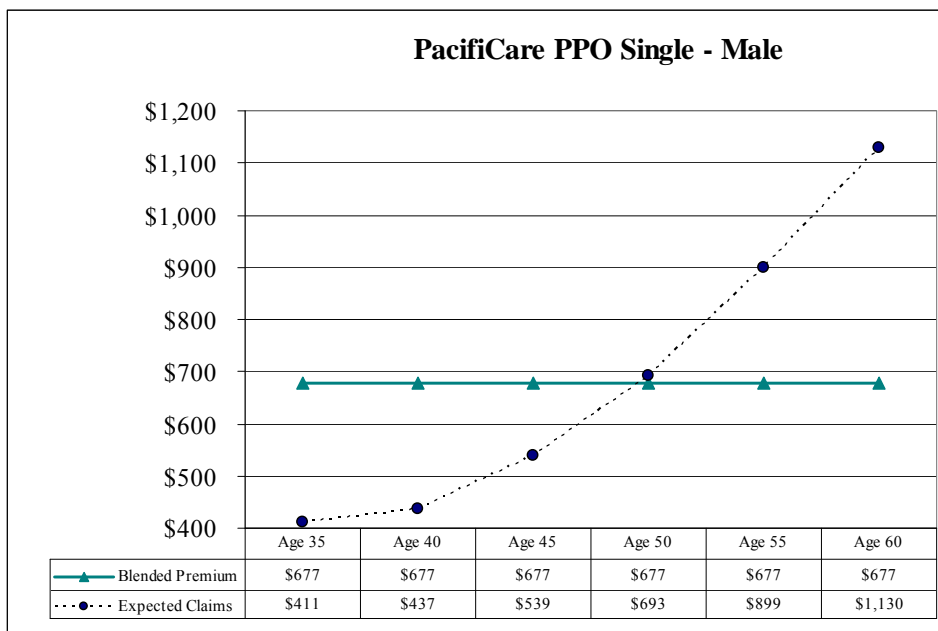 PacifiCare PPO Single - Male
$1,200
$1,100
$1,000
$900
$800
$700
$600
$500
$400
Age 35 Age 40 Age 45 Age 50 Age 55 Age 60
Blended Premium $677 $677 $677 $677 $677 $677
Expected Claims $411 $437 $539 $693 $899 $1,130